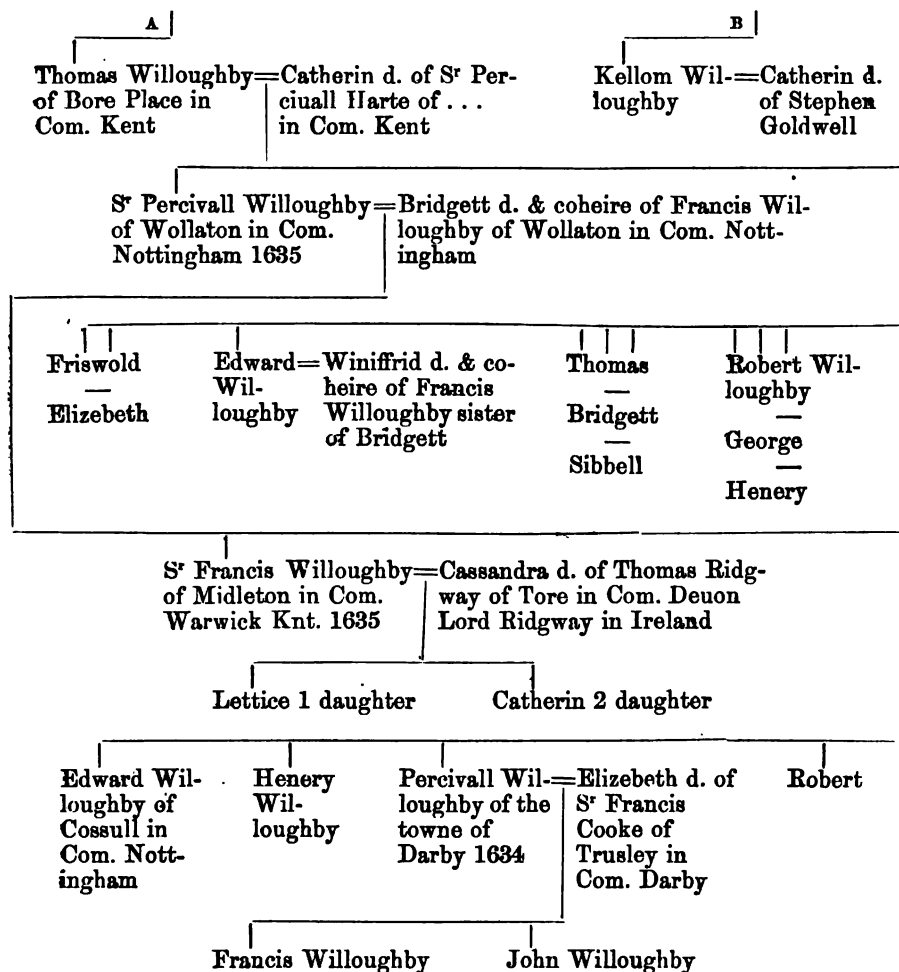 A
B
Thomas Willoughby=Catherin d. of Sʳ Per-
of Bore Place in
ciuall Harte of . . .
Com. Kent
in Com. Kent
Kellom Wil-=Catherin d.
loughby
of Stephen
Goldwell
Sʳ Percivall Willoughby=Bridgett d. & coheire of Francis Wil-
of Wollaton in Com.
loughby of Wollaton in Com. Nott-
Nottingham 1635
ingham
Friswold
—
Elizebeth
Edward=Winiffrid d. & co-
Wil-
heire of Francis
loughby
Willoughby sister
of Bridgett
Thomas
—
Bridgett
—
Sibbell
Robert Wil-
loughby
—
George
—
Henery
Sʳ Francis Willoughby=Cassandra d. of Thomas Ridg-
of Midleton in Com.
way of Tore in Com. Deuon
Warwick Knt. 1635
Lord Ridgway in Ireland
Lettice 1 daughter
Catherin 2 daughter
Edward Wil-
loughby of
Cossull in
Com. Nott-
ingham
Henery
Wil-
loughby
Percivall Wil-=Elizebeth d. of
loughby of the
Sʳ Francis
towne of
Cooke of
Darby 1634
Trusley in
Com. Darby
Robert
Francis Willoughby
John Willoughby